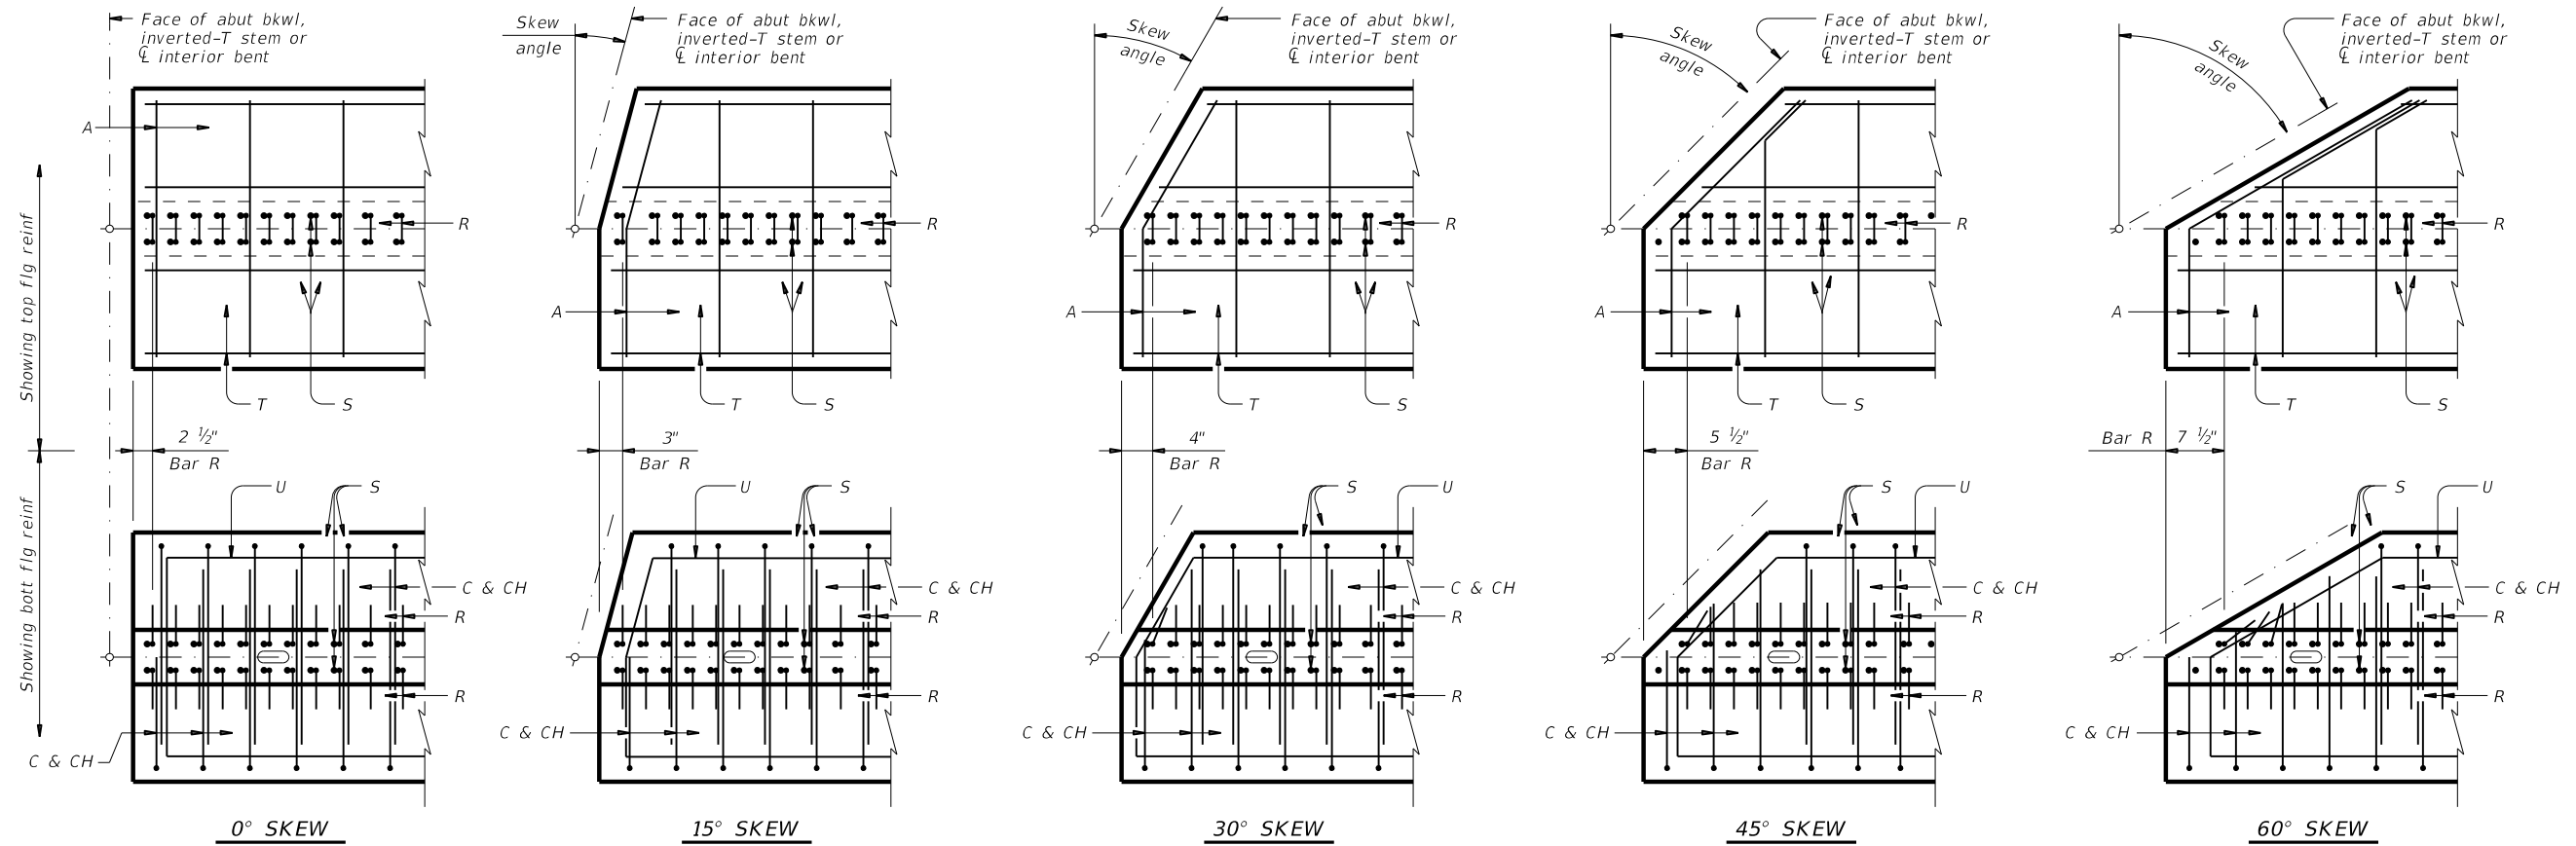 Face of abut bkwl,
inverted-T stem or
℄ interior bent
Skew
angle
Face of abut bkwl,
inverted-T stem or
℄ interior bent
Skew
angle
Face of abut bkwl,
inverted-T stem or
℄ interior bent
Skew
angle
Face of abut bkwl,
inverted-T stem or
℄ interior bent
Skew
angle
Face of abut bkwl,
inverted-T stem or
℄ interior bent
Showing top flg reinf
A
R
T
S
A
R
T
S
A
R
T
S
A
R
T
S
A
R
T
S
2 ½"
Bar R
3"
Bar R
4"
Bar R
5 ½"
Bar R
Bar R
7 ½"
Showing bott flg reinf
U
S
C & CH
R
R
C & CH
U
S
C & CH
R
R
C & CH
S
U
C & CH
R
R
C & CH
S
U
C & CH
R
R
C & CH
S
U
C & CH
R
R
C & CH
0° SKEW
15° SKEW
30° SKEW
45° SKEW
60° SKEW